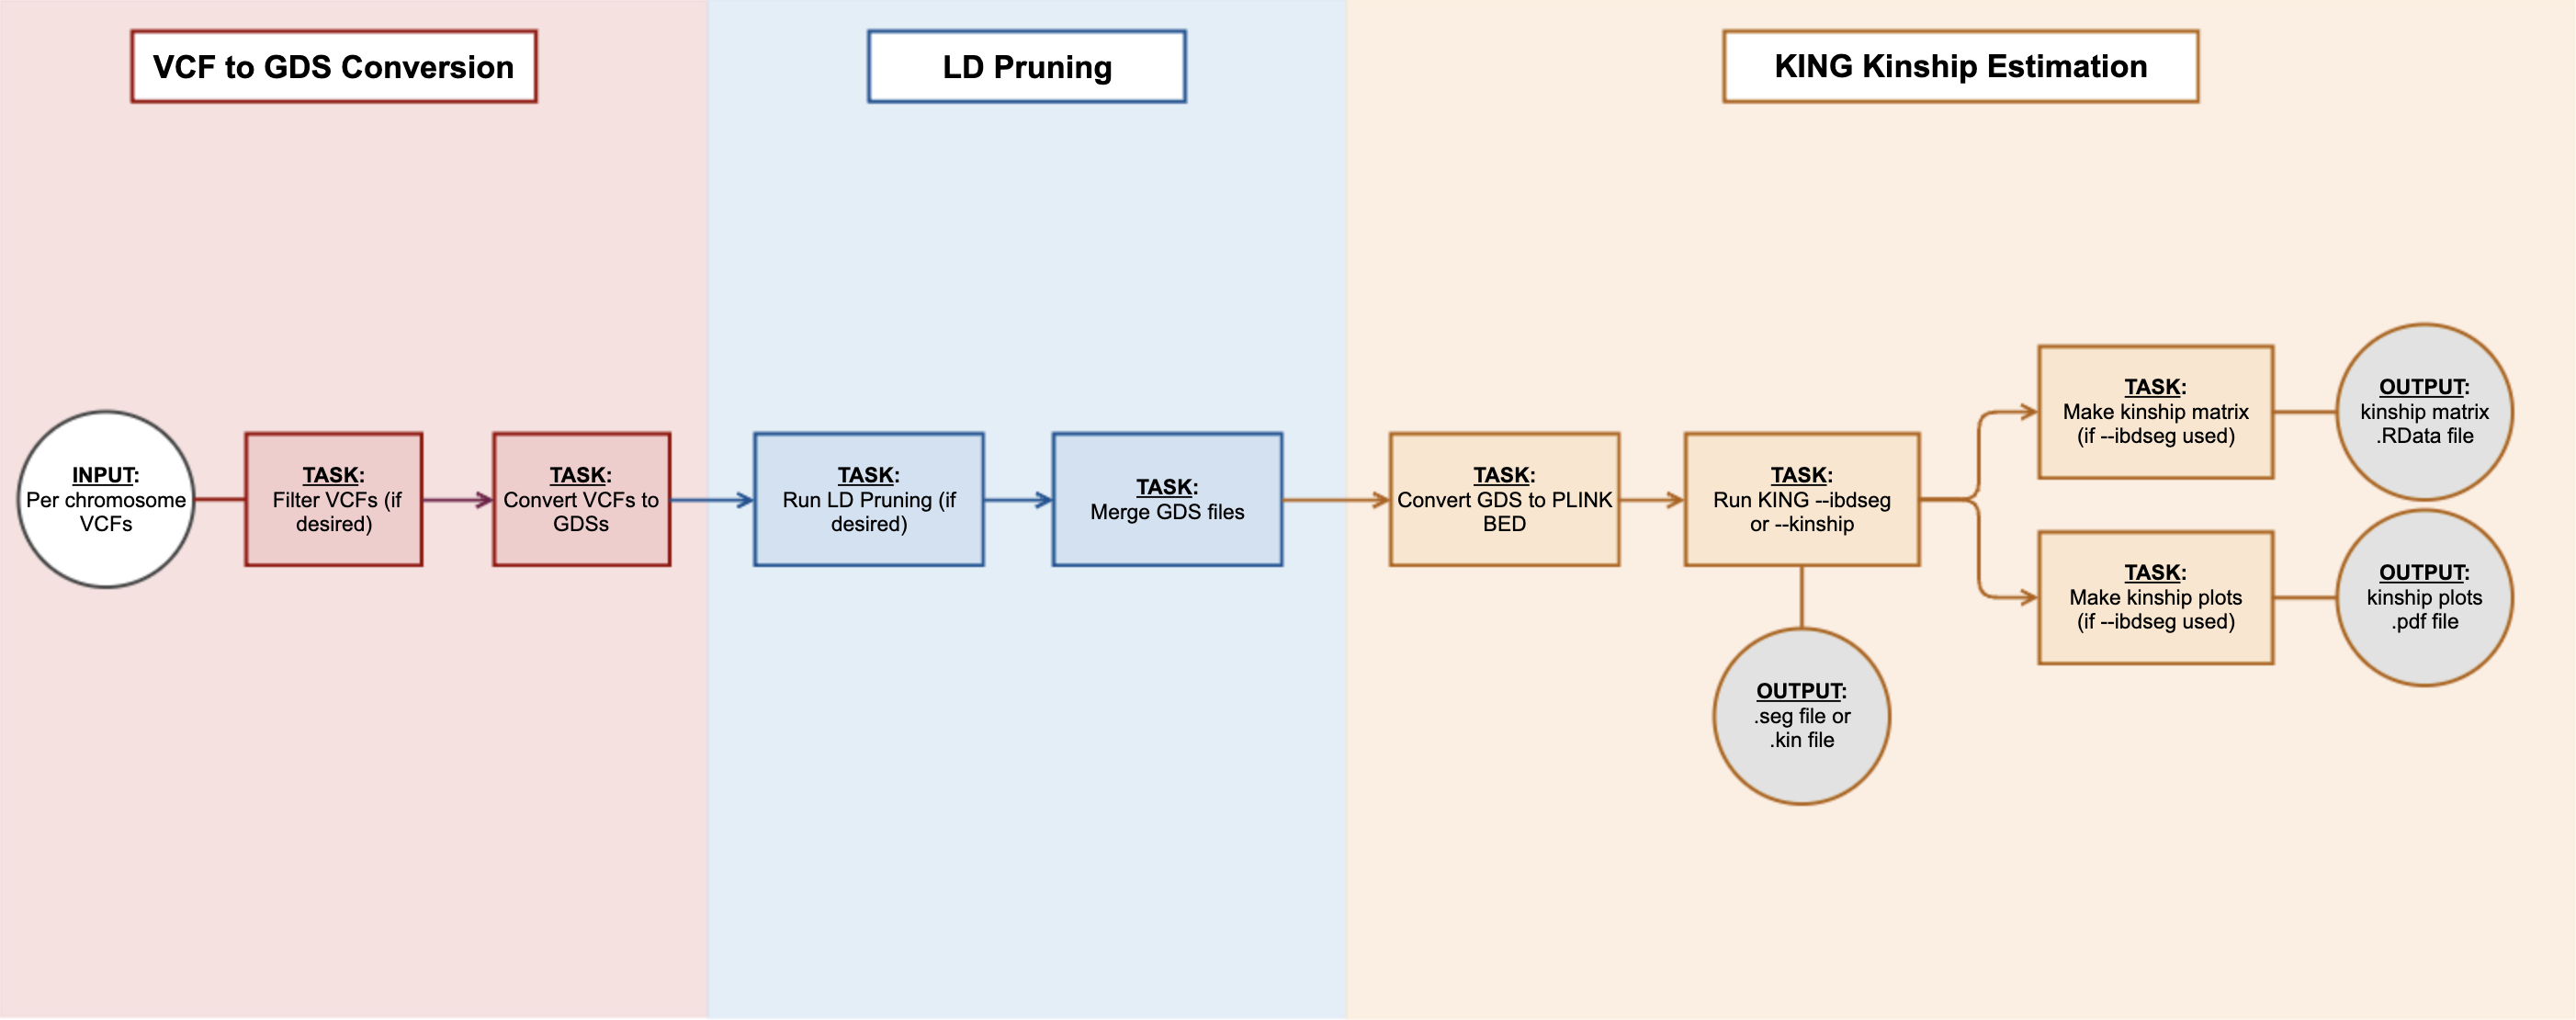 VCF to GDS Conversion
LD Pruning
KING Kinship Estimation
INPUT:
Per chromosome
VCFs
TASK:
Filter VCFs (if
desired)
TASK:
Convert VCFs to
GDSs
TASK:
Run LD Pruning (if
desired)
TASK:
Merge GDS files
TASK:
Convert GDS to PLINK
BED
TASK:
Run KING --ibdseg
or --kinship
OUTPUT:
.seg file or
.kin file
TASK:
Make kinship matrix
(if --ibdseg used)
OUTPUT:
kinship matrix
.RData file
TASK:
Make kinship plots
(if --ibdseg used)
OUTPUT:
kinship plots
.pdf file